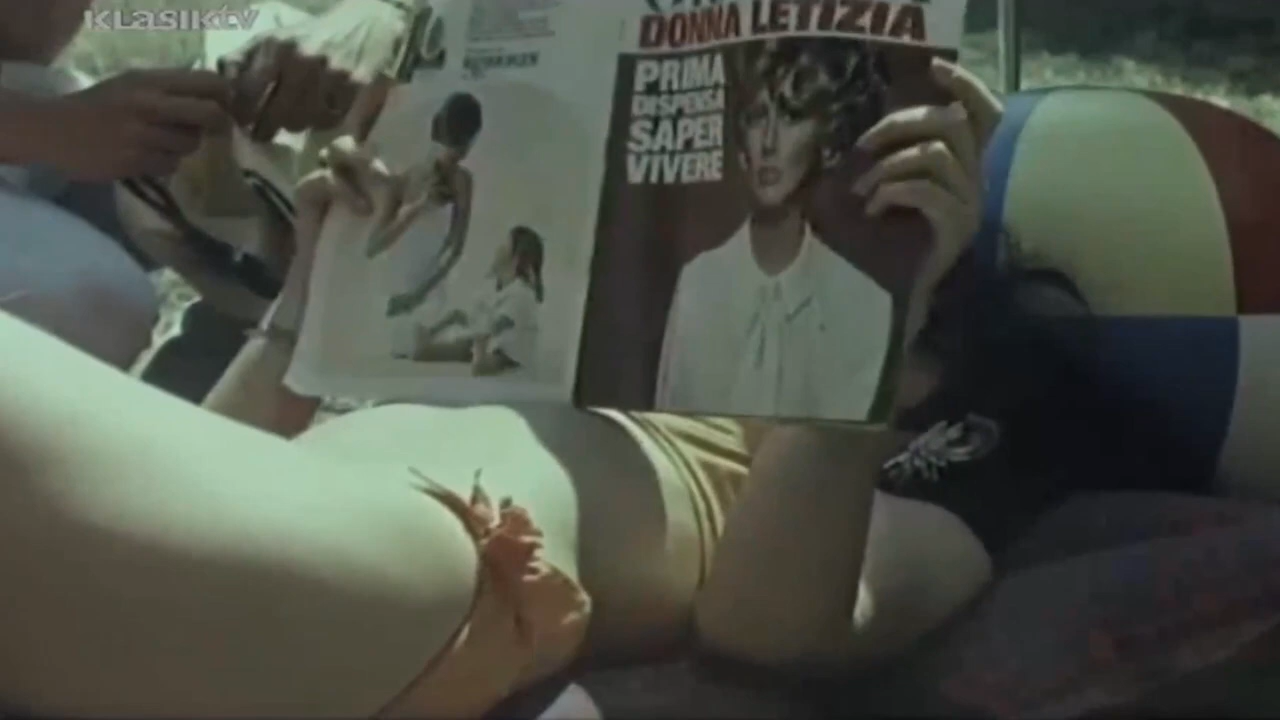 KLASIKTV
DONNA LETIZIA
PRIMA
DISPENSA
SAPER
VIVERE